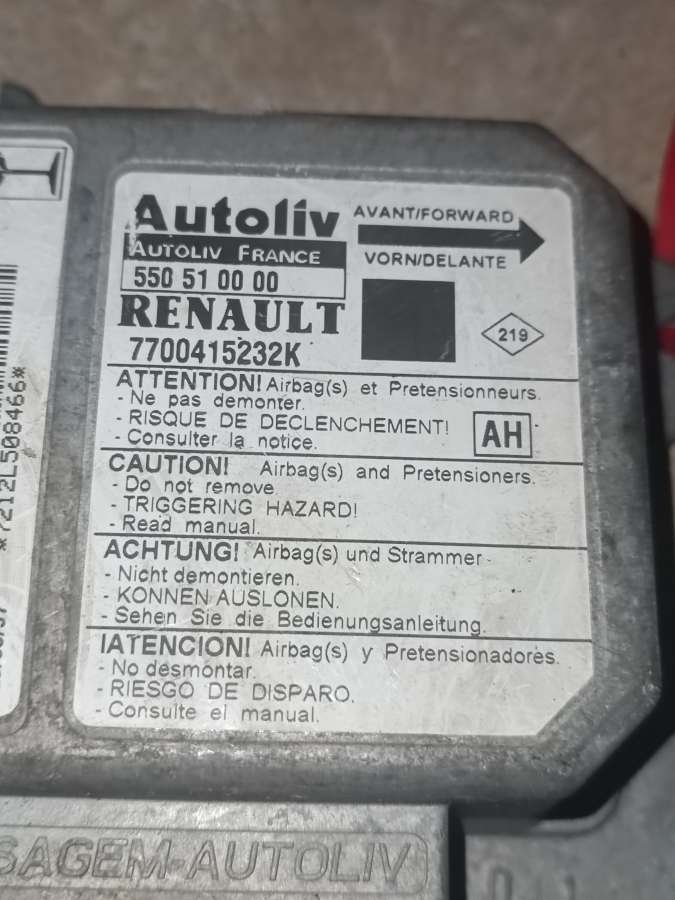 Autoliv
AUTOLIV FRANCE
550 51 00 00
RENAULT
7700415232K
AVANT/FORWARD
VORN/DELANTE
219
ATTENTION! Airbag(s) et Pretensionneurs.
- Ne pas demonter.
- RISQUE DE DECLENCHEMENT!
- Consulter la notice.
AH
CAUTION! Airbag(s) and Pretensioners.
- Do not remove
- TRIGGERING HAZARD!
- Read manual.
ACHTUNG! Airbag(s) und Strammer
- Nicht demontieren.
- KONNEN AUSLONEN.
- Sehen Sie die Bedienungsanleitung.
IATENCION! Airbag(s) y Pretensionadores.
- No desmontar.
- RIESGO DE DISPARO.
- Consulte el manual.
*7212L508466*
SAGEM-AUTOLIV